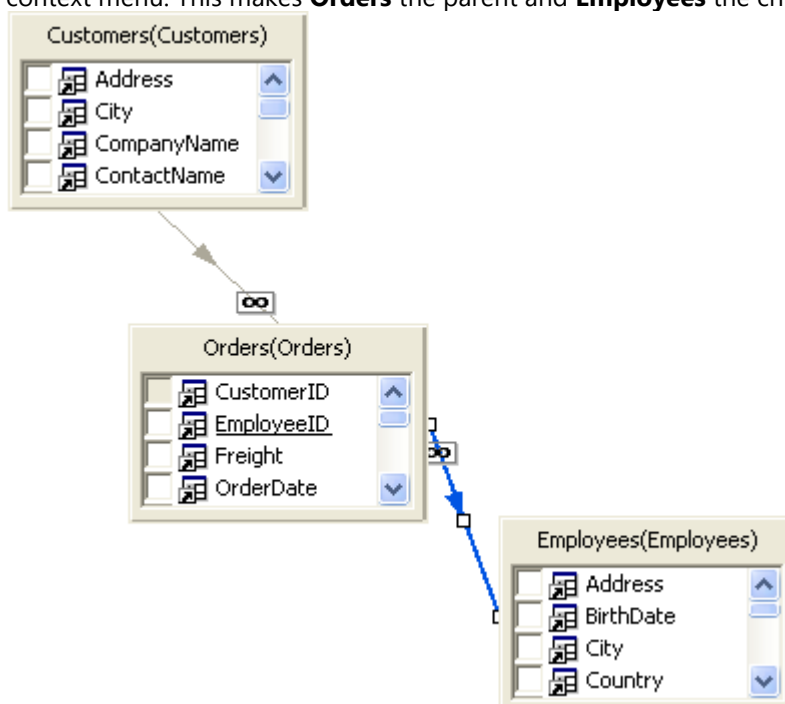 context menu. This makes Orders the parent and Employees the
Customers(Customers)
Address
City
CompanyName
ContactName
∞
Orders(Orders)
CustomerID
EmployeeID
Freight
OrderDate
∞
Employees(Employees)
Address
BirthDate
City
Country